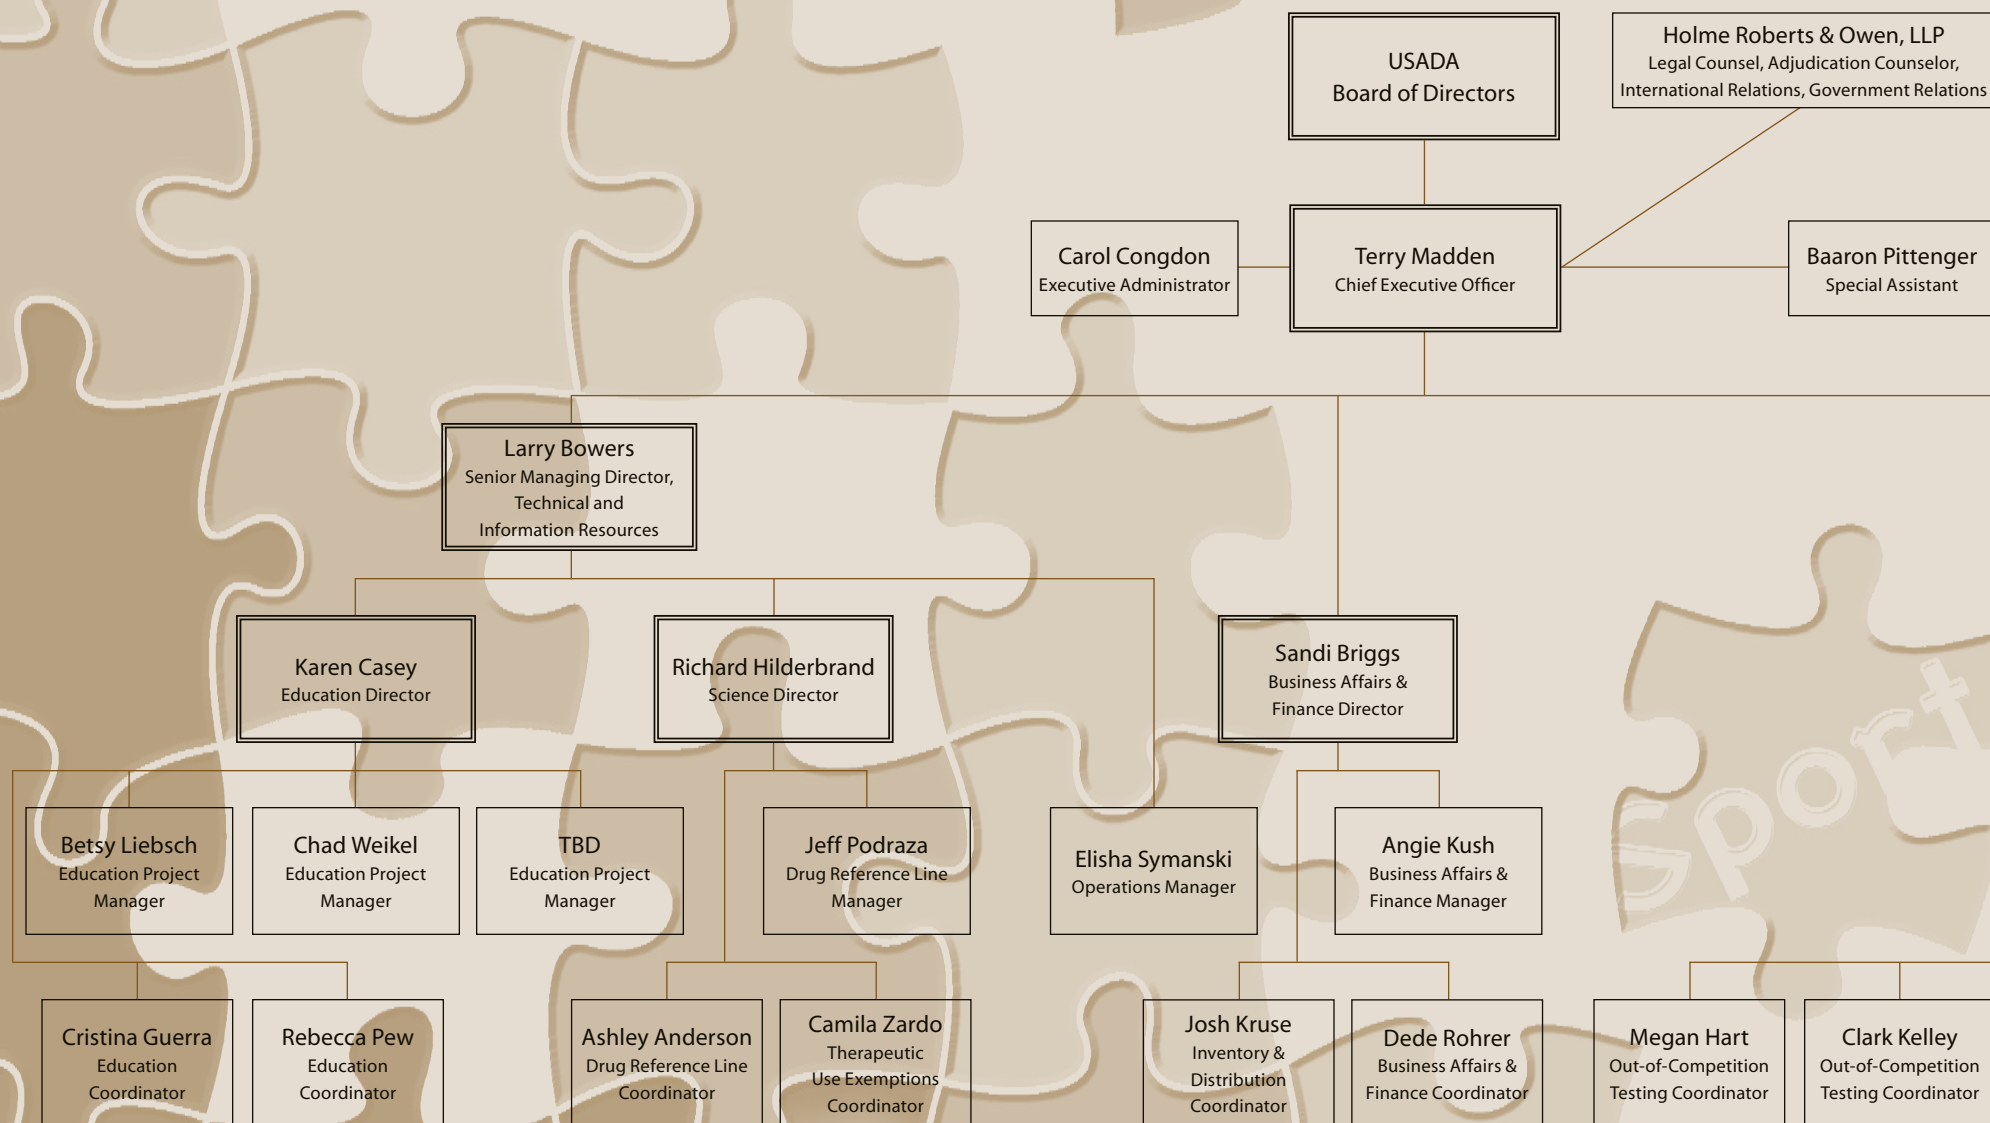 USADA
Board of Directors
Holme Roberts & Owen, LLP
Legal Counsel, Adjudication Counselor,
International Relations, Government Relations
Carol Congdon
Executive Administrator
Terry Madden
Chief Executive Officer
Baaron Pittenger
Special Assistant
Larry Bowers
Senior Managing Director,
Technical and
Information Resources
Karen Casey
Education Director
Richard Hilderbrand
Science Director
Sandi Briggs
Business Affairs &
Finance Director
Sport
Betsy Liebsch
Education Project
Manager
Chad Weikel
Education Project
Manager
TBD
Education Project
Manager
Jeff Podraza
Drug Reference Line
Manager
Elisha Symanski
Operations Manager
Angie Kush
Business Affairs &
Finance Manager
Cristina Guerra
Education
Coordinator
Rebecca Pew
Education
Coordinator
Ashley Anderson
Drug Reference Line
Coordinator
Camila Zardo
Therapeutic
Use Exemptions
Coordinator
Josh Kruse
Inventory &
Distribution
Coordinator
Dede Rohrer
Business Affairs &
Finance Coordinator
Megan Hart
Out-of-Competition
Testing Coordinator
Clark Kelley
Out-of-Competition
Testing Coordinator